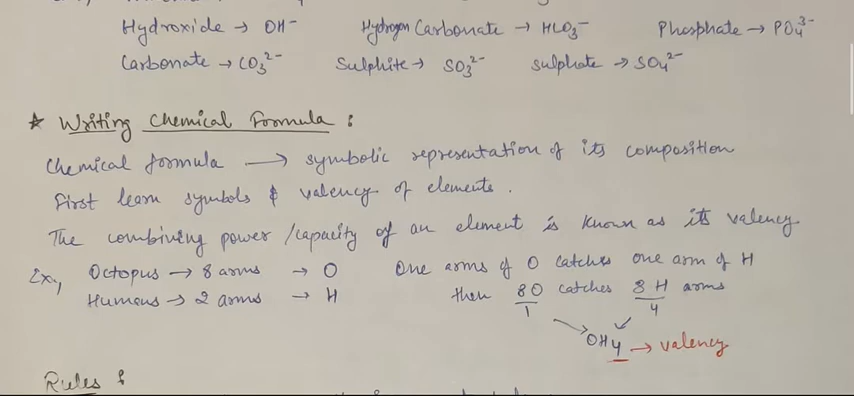 Hydroxide → OH⁻ Hydrogen Carbonate → HCO₃⁻ Phosphate → PO₄³⁻
Carbonate → CO₃²⁻ Sulphite → SO₃²⁻ sulphate → SO₄²⁻
★ Writing Chemical Formula :
Chemical formula → symbolic representation of its composition
First learn symbols & valency of elements.
The combining power /capacity of an element is known as its valency
Ex, Octopus → 8 arms → O One arms of O catches one arm of H
Humans → 2 arms → H then 8O/1 catches 8H/4 arms
OH4 → valency
Rules :